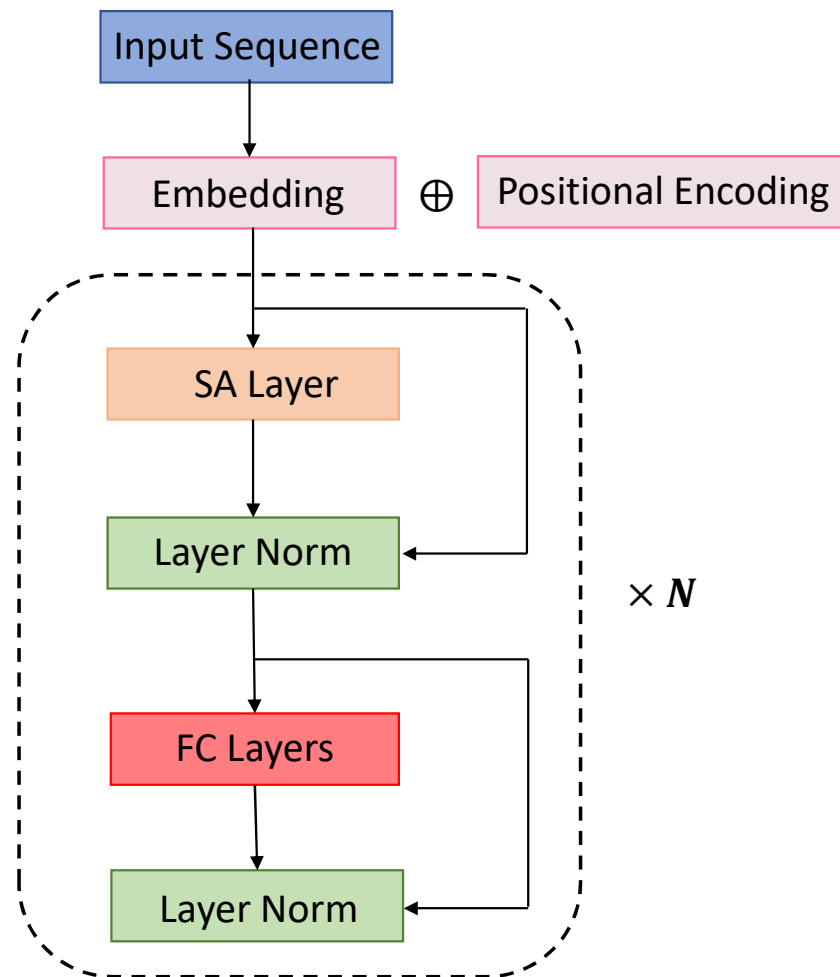 Input Sequence
Embedding ⊕ Positional Encoding
SA Layer
Layer Norm
× N
FC Layers
Layer Norm